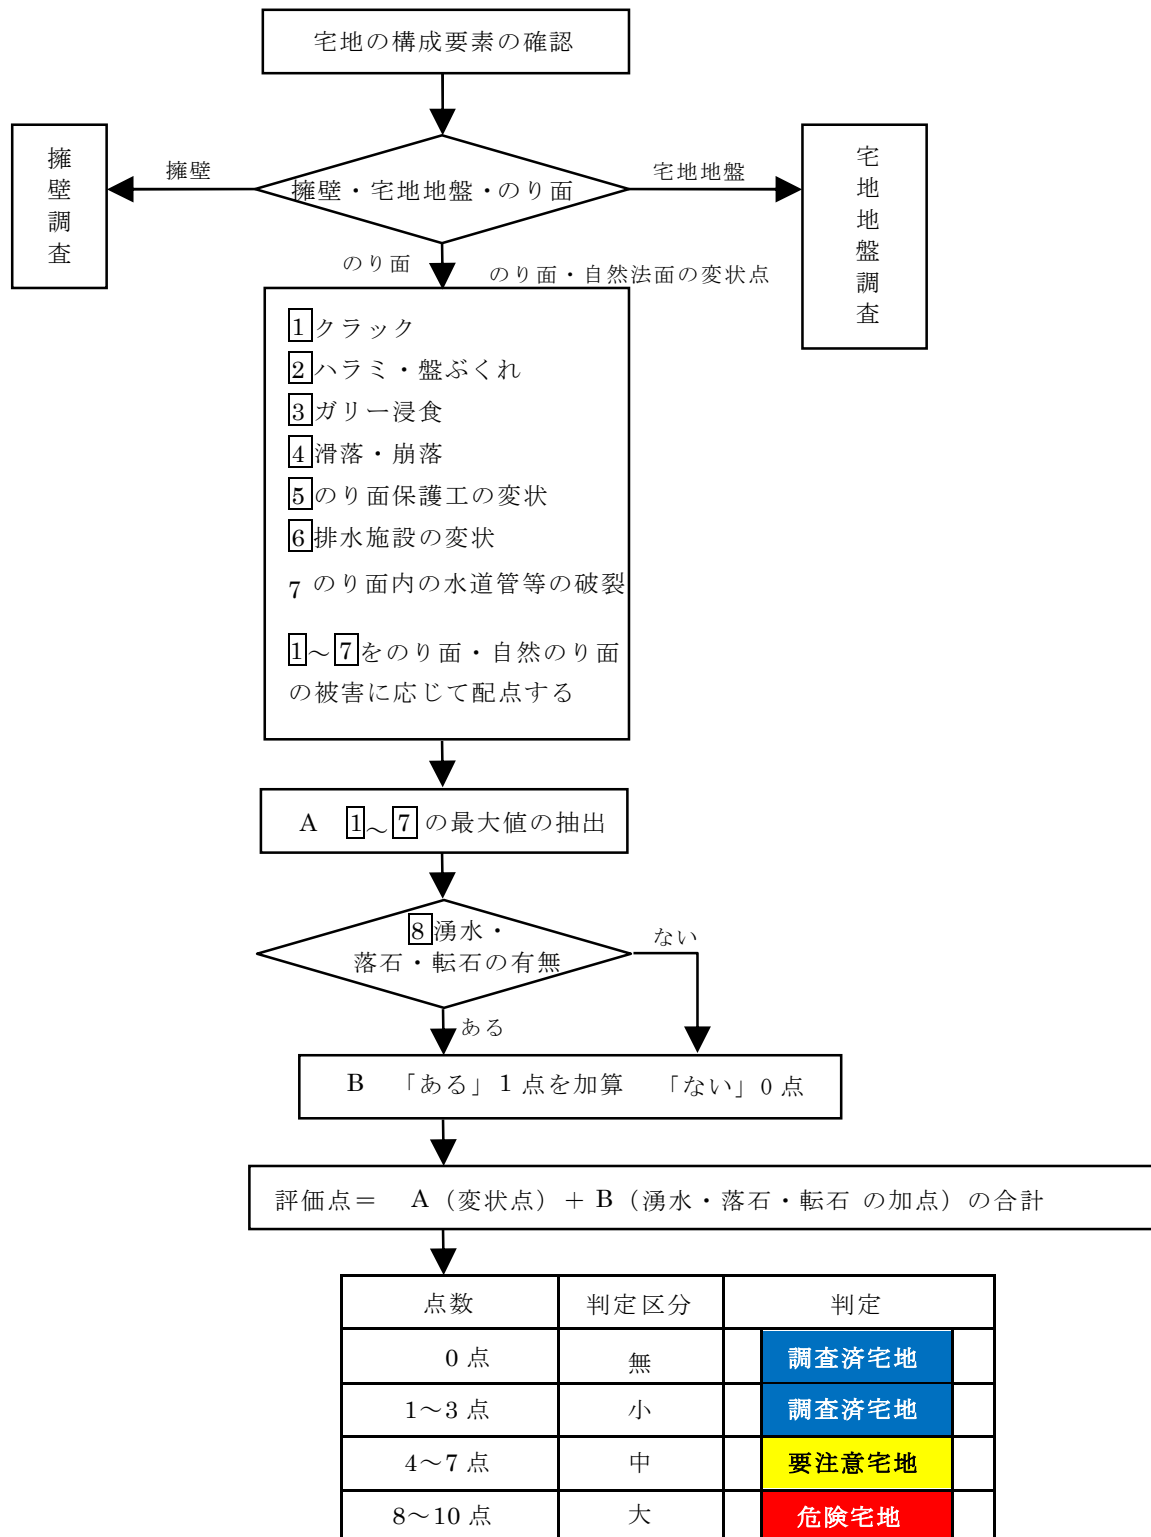 宅地の構成要素の確認
擁壁調査
擁壁
擁壁・宅地地盤・のり面
宅地地盤
宅地地盤調査
のり面
のり面・自然法面の変状点
1クラック
2ハラミ・盤ぶくれ
3ガリー浸食
4滑落・崩落
5のり面保護工の変状
6排水施設の変状
7 のり面内の水道管等の破裂
1～7をのり面・自然のり面
の被害に応じて配点する
A 1～7の最大値の抽出
8湧水・
落石・転石の有無
ない
ある
B 「ある」1点を加算 「ない」0点
評価点＝ A（変状点）＋B（湧水・落石・転石 の加点）の合計
点数 判定区分 判定
0点 無 調査済宅地
1～3点 小 調査済宅地
4～7点 中 要注意宅地
8～10点 大 危険宅地